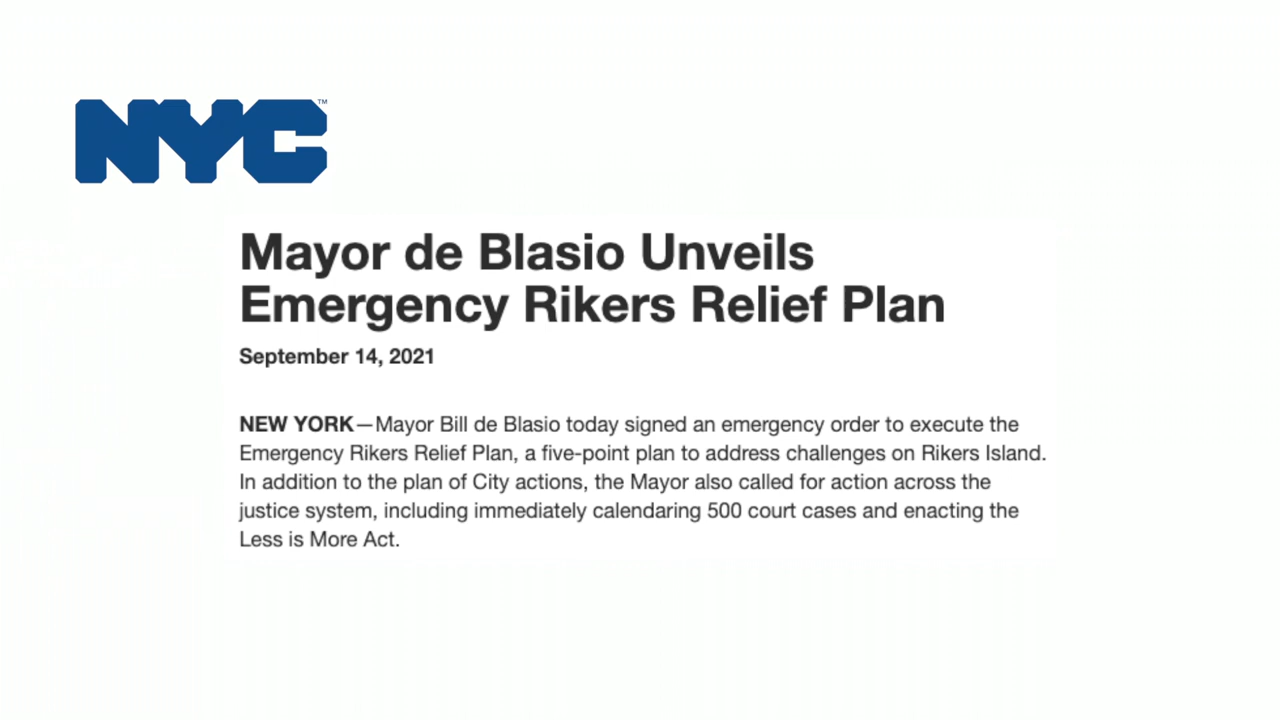 NYC™
Mayor de Blasio Unveils
Emergency Rikers Relief Plan
September 14, 2021
NEW YORK—Mayor Bill de Blasio today signed an emergency order to execute the
Emergency Rikers Relief Plan, a five-point plan to address challenges on Rikers Island.
In addition to the plan of City actions, the Mayor also called for action across the
justice system, including immediately calendaring 500 court cases and enacting the
Less is More Act.